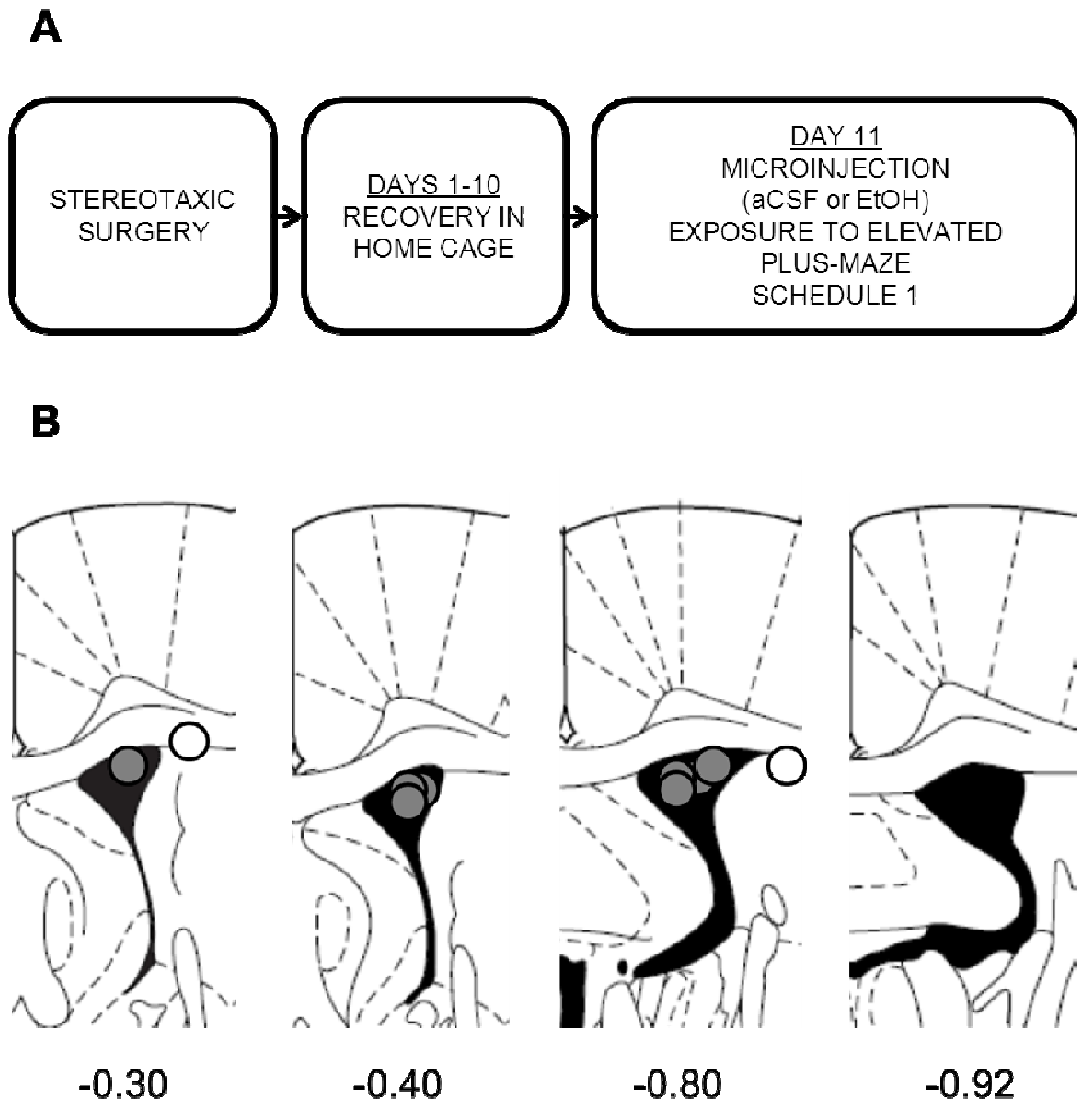 A
STEREOTAXIC
SURGERY
DAYS 1-10
RECOVERY IN
HOME CAGE
DAY 11
MICROINJECTION
(aCSF or EtOH)
EXPOSURE TO ELEVATED
PLUS-MAZE
SCHEDULE 1
B
-0.30
-0.40
-0.80
-0.92